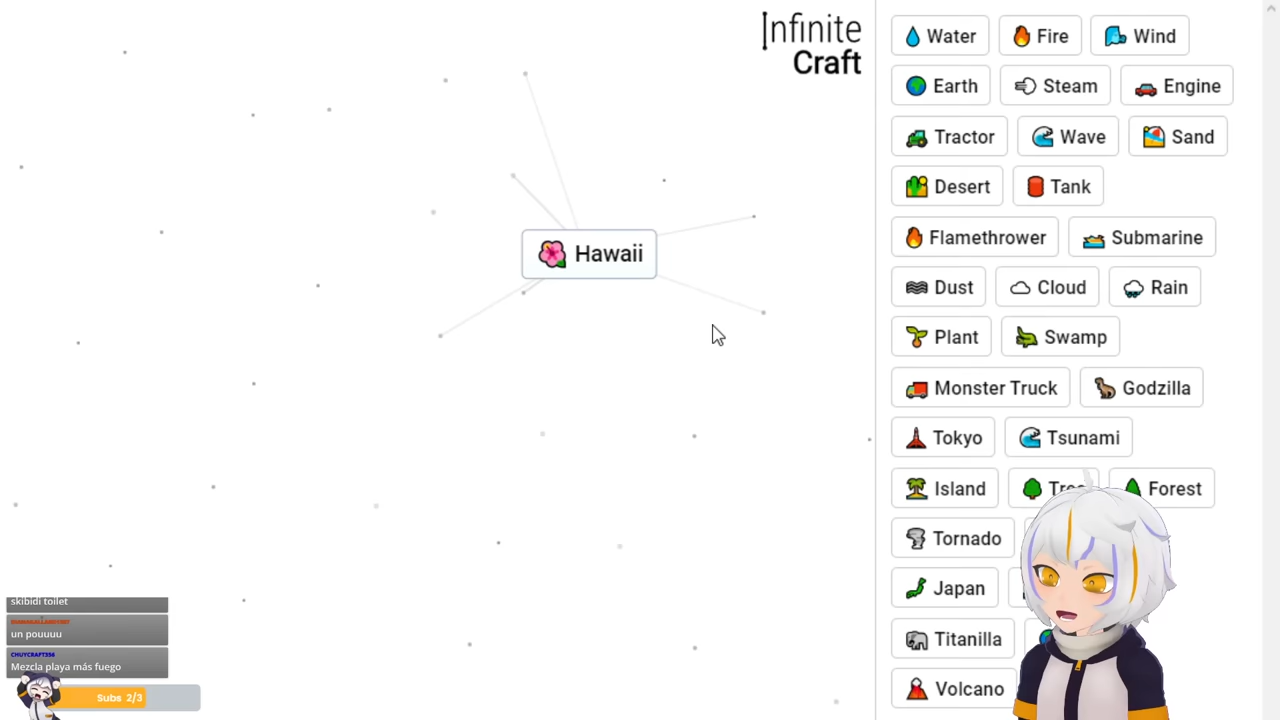 Infinite
Craft
Water
Fire
Wind
Earth
Steam
Engine
Tractor
Wave
Sand
Desert
Tank
Flamethrower
Submarine
Dust
Cloud
Rain
Plant
Swamp
Monster Truck
Godzilla
Tokyo
Tsunami
Island
Forest
Tornado
Japan
Titanilla
Volcano
Hawaii
skibidi toilet
un pouuuu
CHUYCRAFT356
Mezcla playa más fuego
Subs 2/3